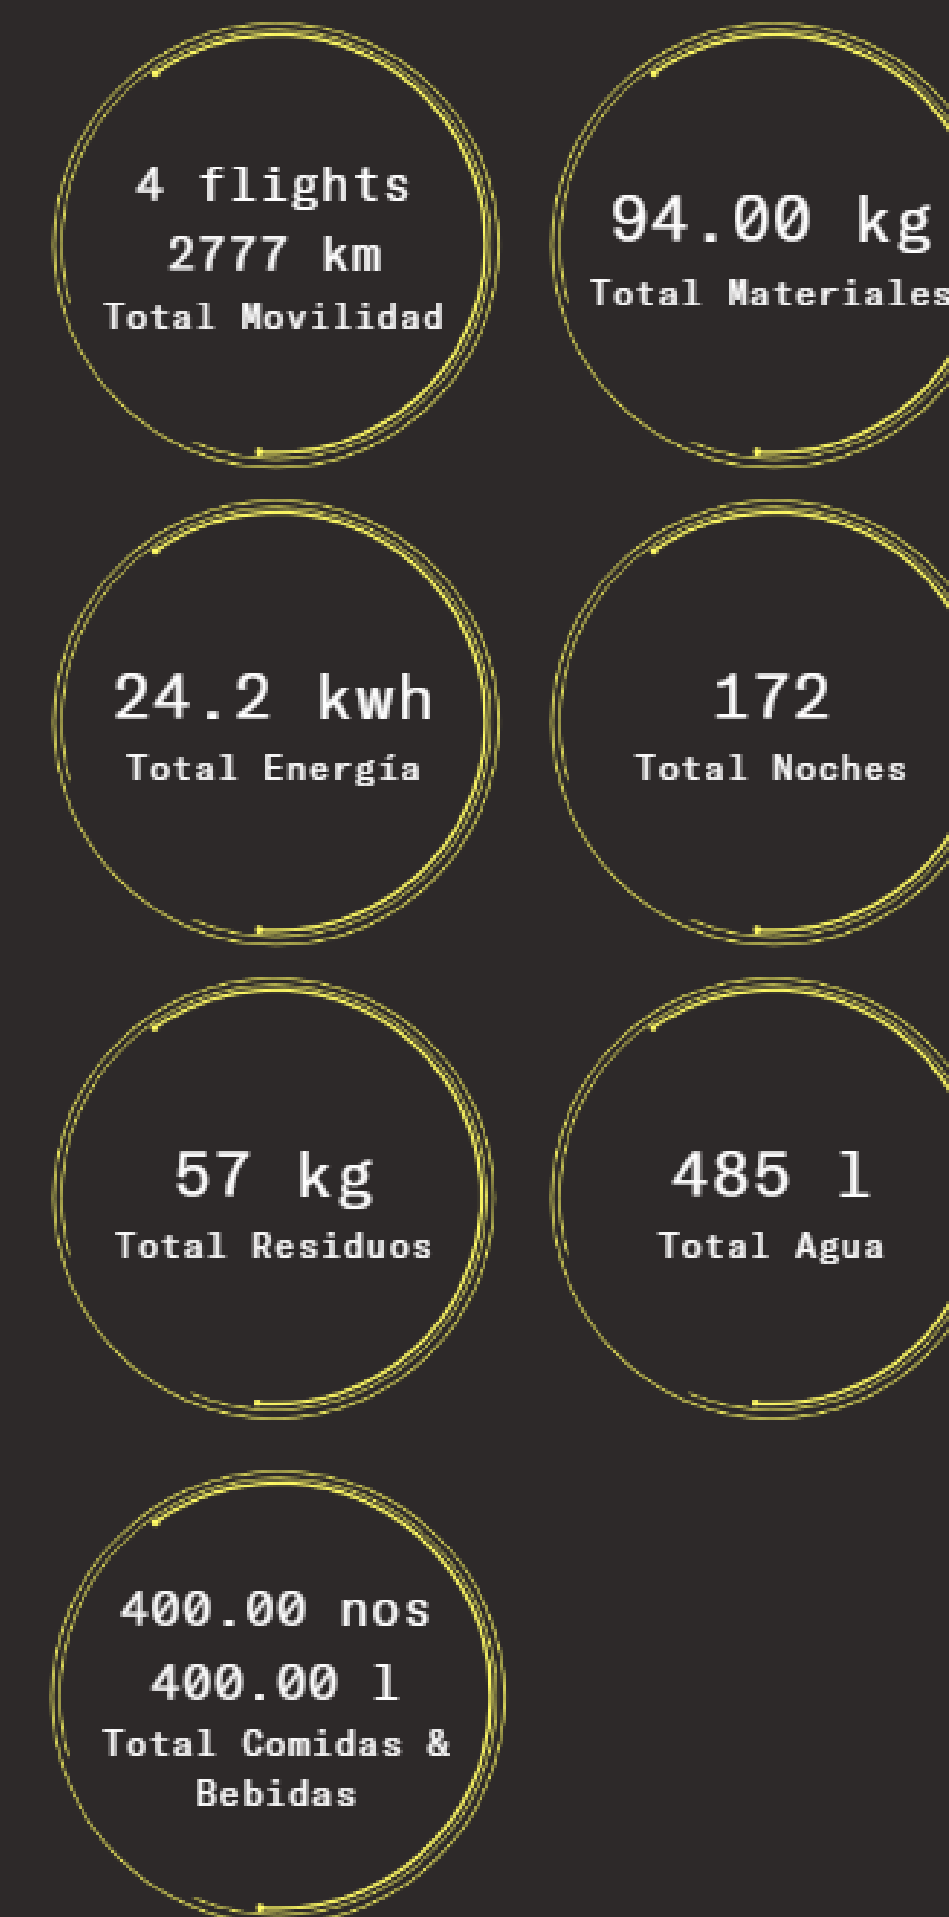 4 flights
2777 km
Total Movilidad
94.00 kg
Total Materiales
24.2 kwh
Total Energía
172
Total Noches
57 kg
Total Residuos
485 l
Total Agua
400.00 nos
400.00 l
Total Comidas &
Bebidas